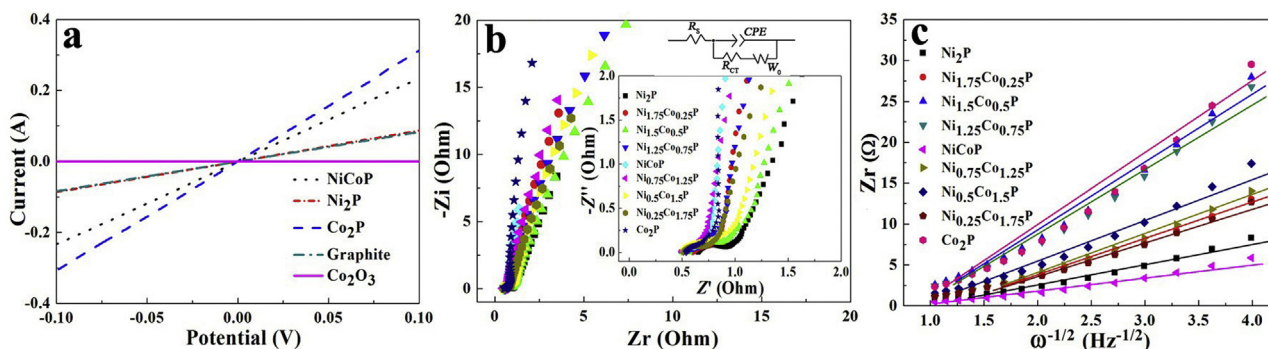 a
0.4
0.2
0.0
-0.2
-0.4
Current (A)
NiCoP
Ni2P
Co2P
Graphite
Co2O3
-0.10
-0.05
0.00
0.05
0.10
Potential (V)
b
20
15
10
5
0
-Zi (Ohm)
RS
CPE
RCT
W0
Ni2P
Ni1.75Co0.25P
Ni1.5Co0.5P
Ni1.25Co0.75P
NiCoP
Ni0.75Co1.25P
Ni0.5Co1.5P
Ni0.25Co1.75P
Co2P
2.0
1.5
1.0
0.5
0.0
-Z'' (Ohm)
0.0
0.5
1.0
1.5
2.0
Z' (Ohm)
0
5
10
15
20
Zr (Ohm)
c
35
30
25
20
15
10
5
0
Zr (Ω)
Ni2P
Ni1.75Co0.25P
Ni1.5Co0.5P
Ni1.25Co0.75P
NiCoP
Ni0.75Co1.25P
Ni0.5Co1.5P
Ni0.25Co1.75P
Co2P
1.0
1.5
2.0
2.5
3.0
3.5
4.0
ω-1/2 (Hz-1/2)